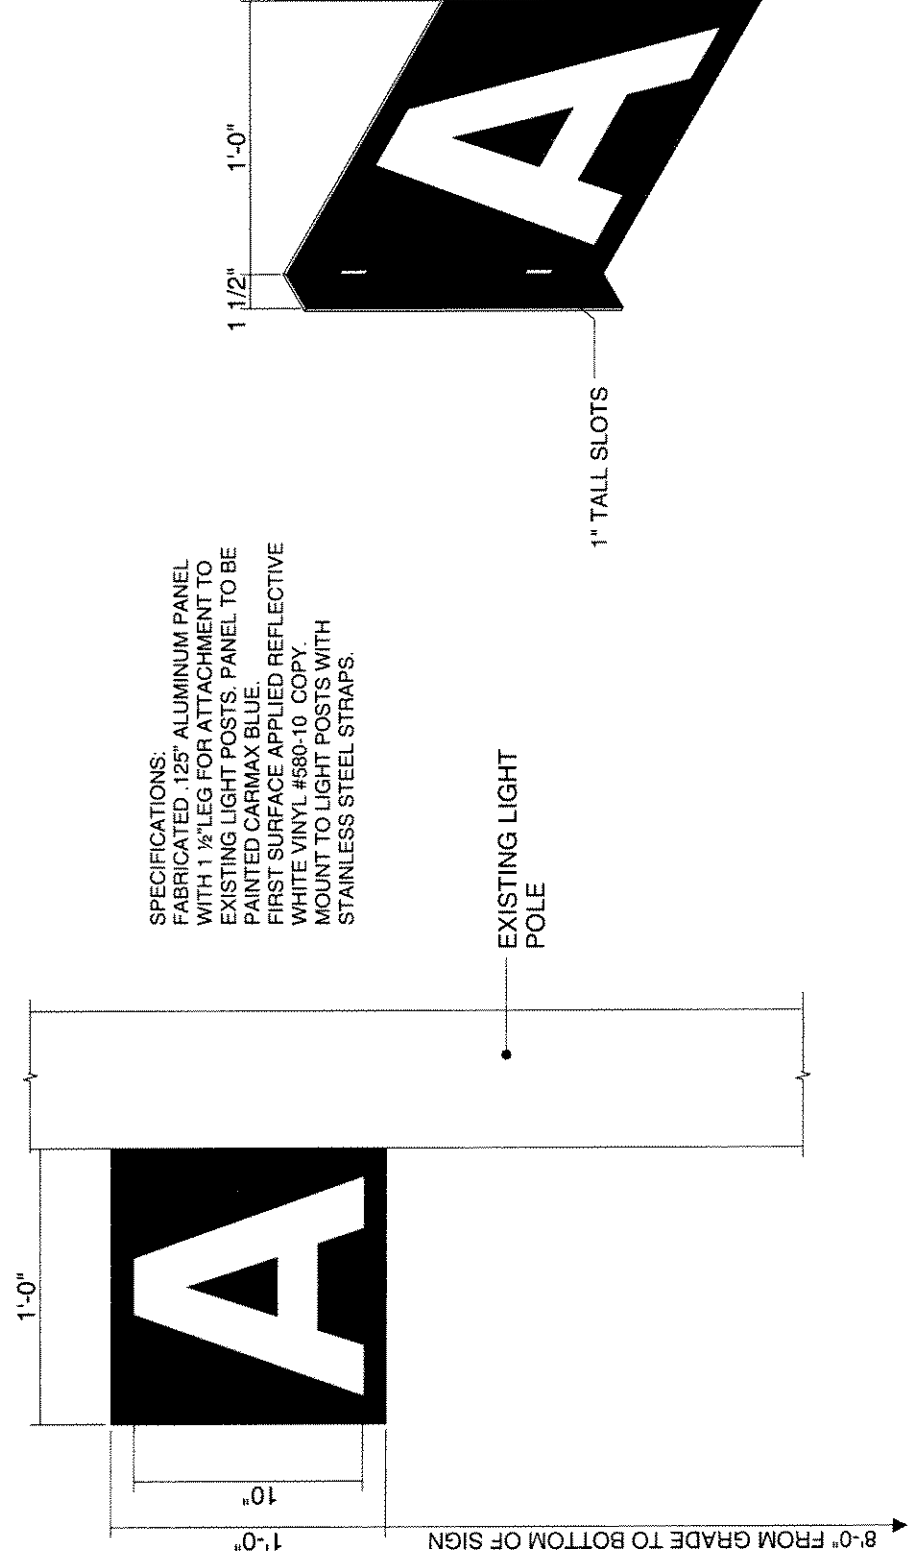 1'-0"
A
10"
1'-0"
8'-0" FROM GRADE TO BOTTOM OF SIGN
EXISTING LIGHT
POLE
SPECIFICATIONS:
FABRICATED .125" ALUMINUM PANEL
WITH 1 ½"LEG FOR ATTACHMENT TO
EXISTING LIGHT POSTS. PANEL TO BE
PAINTED CARMAX BLUE.
FIRST SURFACE APPLIED REFLECTIVE
WHITE VINYL #580-10 COPY.
MOUNT TO LIGHT POSTS WITH
STAINLESS STEEL STRAPS.
1 1/2"
1'-0"
A
1" TALL SLOTS